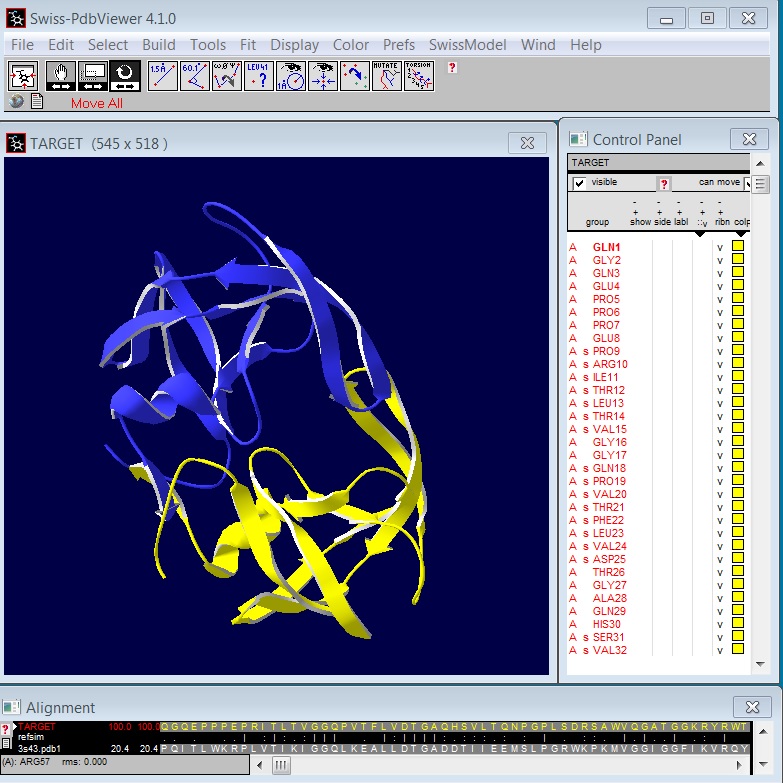 Swiss-PdbViewer 4.1.0
File Edit Select Build Tools Fit Display Color Prefs SwissModel Wind Help
1.5Å 60.1° ω Φ Ψ LEU41 ? 1Å MUTATE TORSION ?
Move All
TARGET (545 x 518 )
Control Panel
TARGET
visible ? can move
- - - - -
+ + + + +
group show side labl ::v ribn
A GLN1 v
A GLY2 v
A GLN3 v
A GLU4 v
A PRO5 v
A PRO6 v
A PRO7 v
A GLU8 v
A s PRO9 v
A s ARG10 v
A s ILE11 v
A s THR12 v
A s LEU13 v
A s THR14 v
A s VAL15 v
A GLY16 v
A GLY17 v
A s GLN18 v
A s PRO19 v
A s VAL20 v
A s THR21 v
A s PHE22 v
A s LEU23 v
A s VAL24 v
A s ASP25 v
A THR26 v
A GLY27 v
A ALA28 v
A GLN29 v
A HIS30 v
A s SER31 v
A s VAL32 v
Alignment
? TARGET 100.0 100.0 QGQEPPPEPRITLTVGGQPVTFLVDTGAQHSVLTQNPGPLSDRSAWVQGATGGKRYRWT
refsim
3s43.pdb1 20.4 20.4 PQITLWKRPLVTIKIGGQLKEALLDTGADDTIIEEMSLPGRWKPKMVGGIGGFIKVRQY
(A): ARG57 rms: 0.000